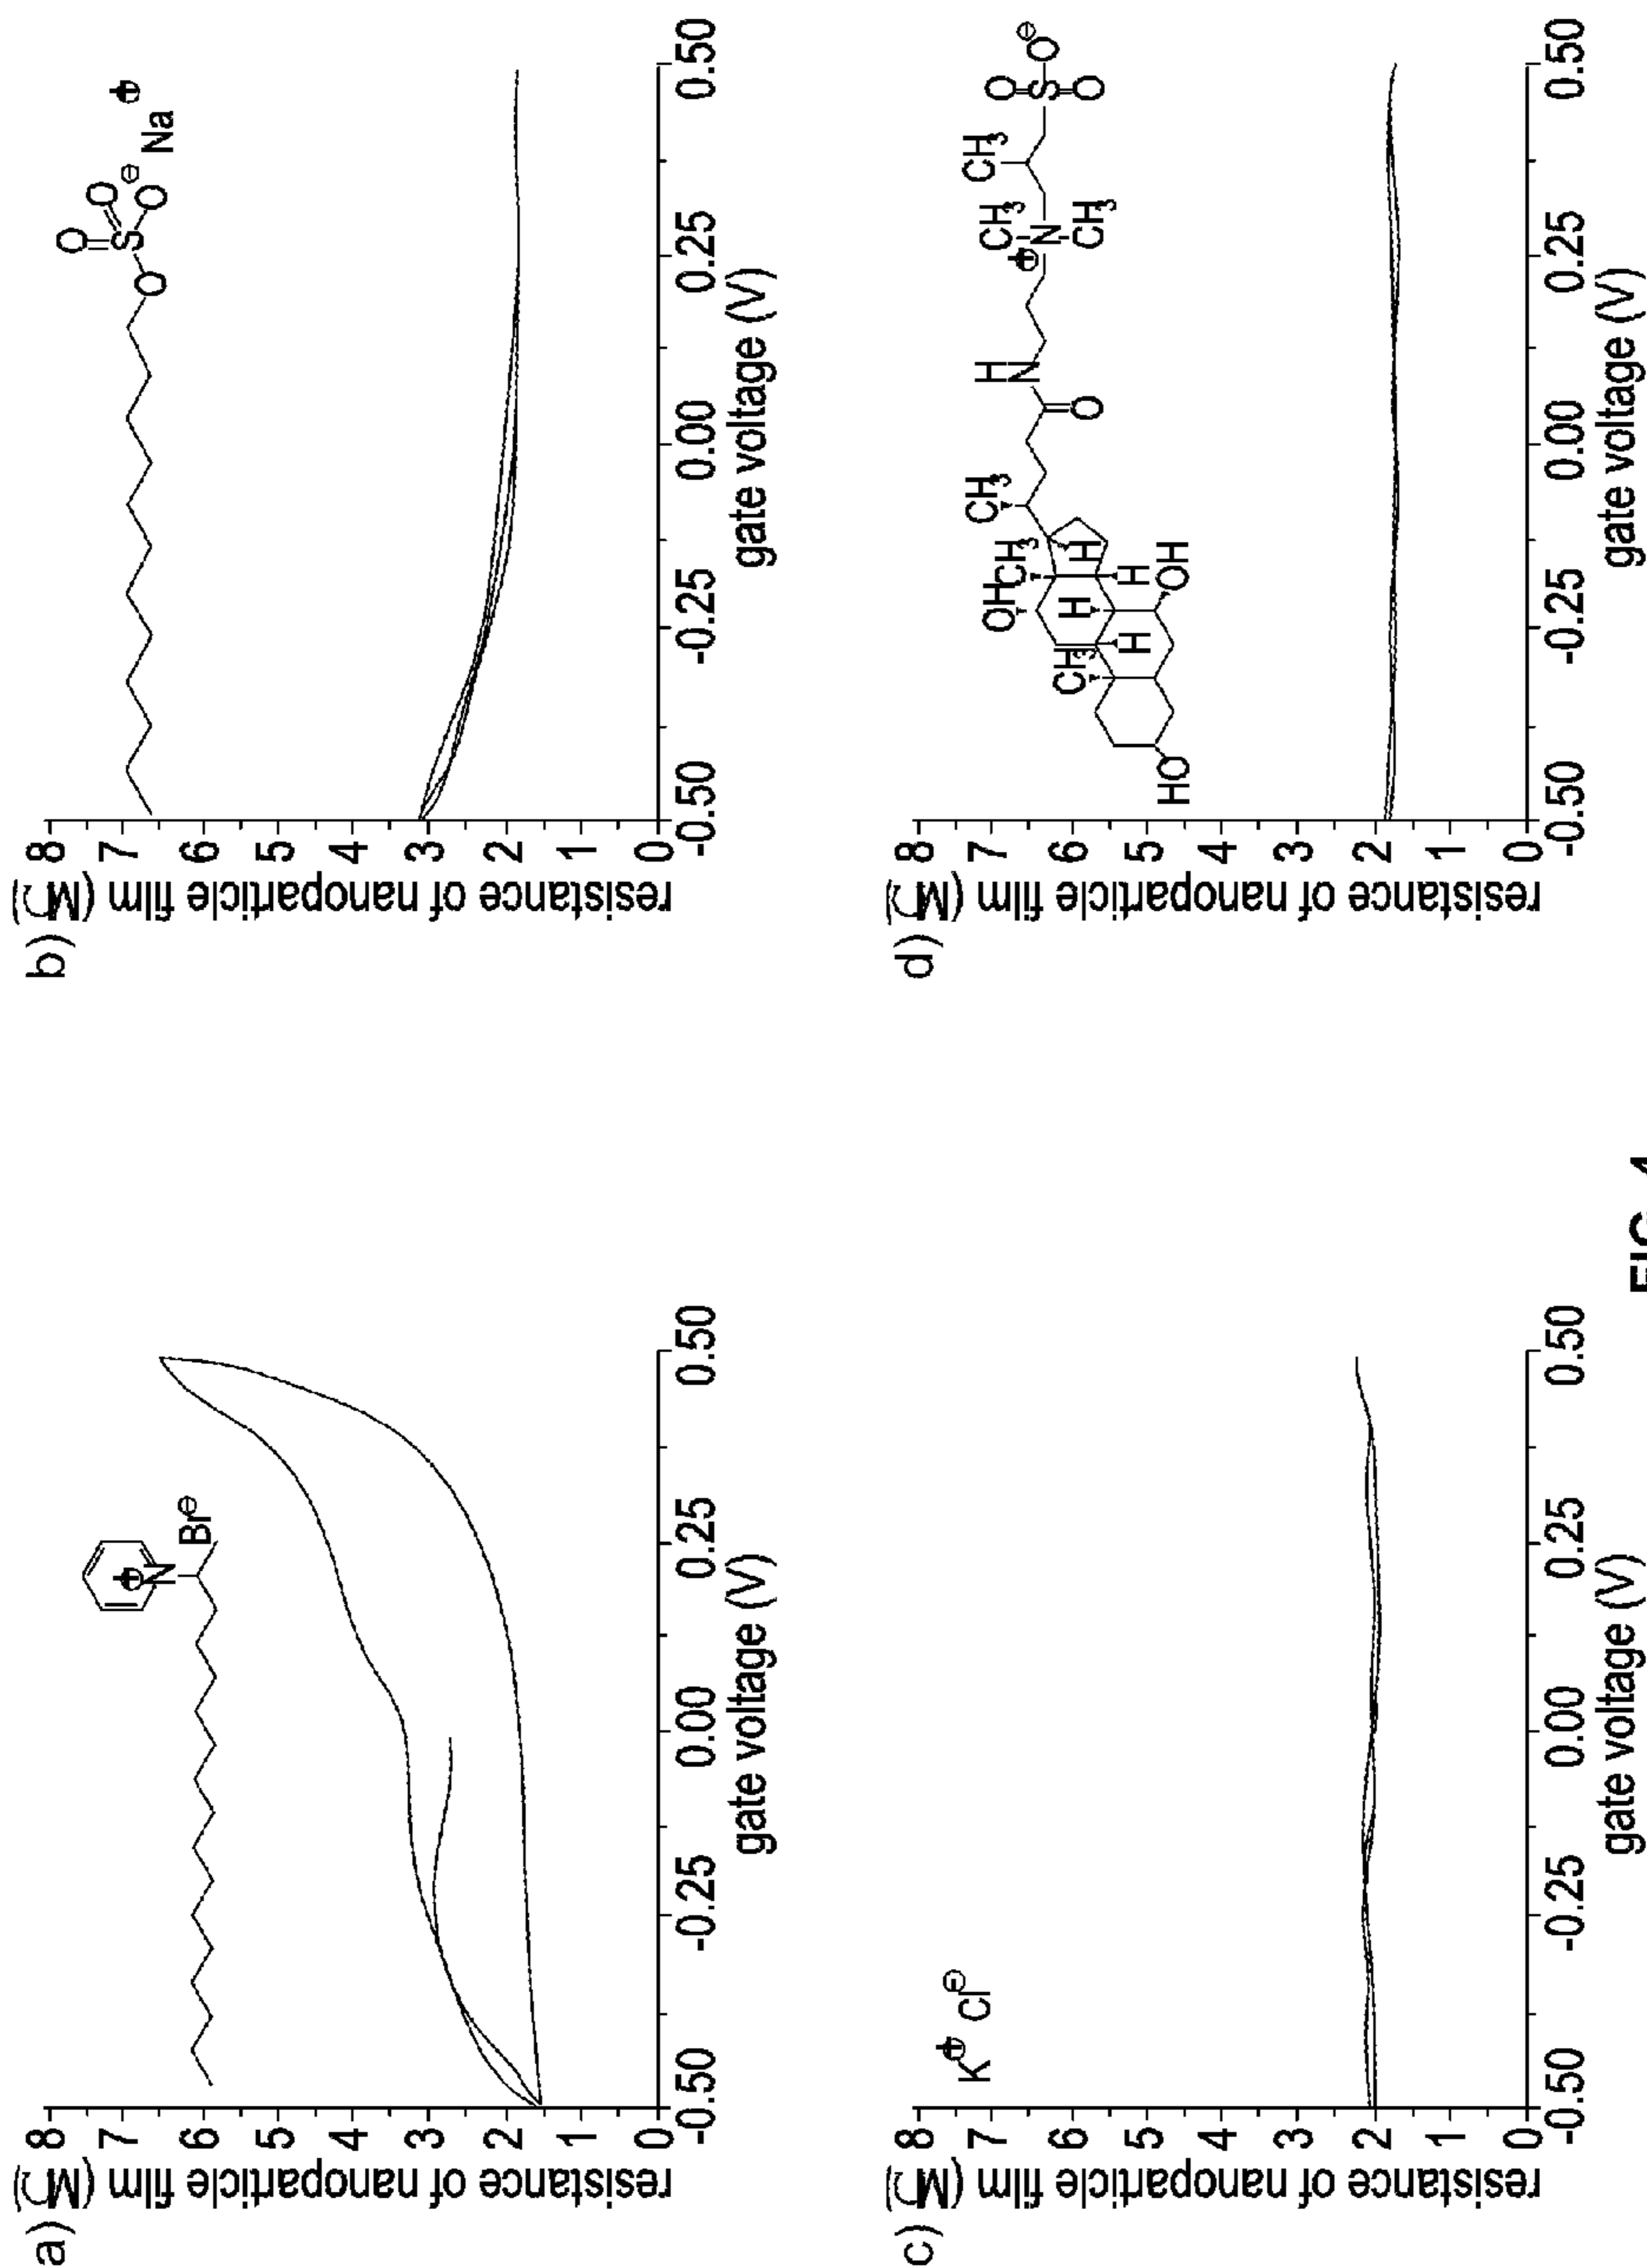 a)
resistance of nanoparticle film (MΩ)
8
7
6
5
4
3
2
1
0
-0.50
-0.25
0.00
0.25
0.50
gate voltage (V)
N
⊕
Br⊖
b)
resistance of nanoparticle film (MΩ)
8
7
6
5
4
3
2
1
0
-0.50
-0.25
0.00
0.25
0.50
gate voltage (V)
O
O
S
O
O
⊖
Na
⊕
c)
resistance of nanoparticle film (MΩ)
8
7
6
5
4
3
2
1
0
-0.50
-0.25
0.00
0.25
0.50
gate voltage (V)
K⊕ Cl⊖
d)
resistance of nanoparticle film (MΩ)
8
7
6
5
4
3
2
1
0
-0.50
-0.25
0.00
0.25
0.50
gate voltage (V)
HO
CH3
OH
CH3
CH3
H
H
H
H
OH
O
H
N
⊕
CH3
N
CH3
CH3
O
S
O
O⊖